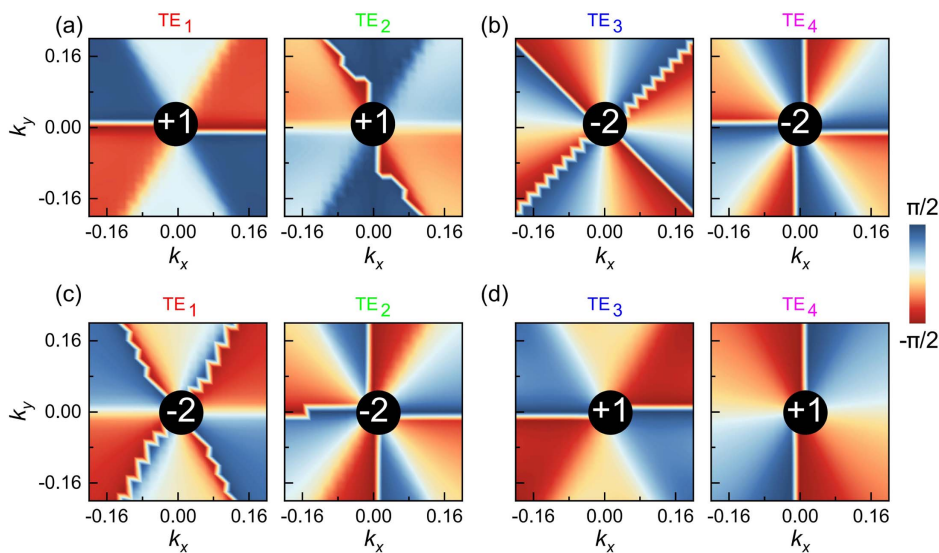 (a) TE1 TE2 (b) TE3 TE4
ky 0.16 0.00 -0.16
+1 +1 -2 -2
-0.16 0.00 0.16 -0.16 0.00 0.16 -0.16 0.00 0.16 -0.16 0.00 0.16
kx kx kx kx
π/2
-π/2
(c) TE1 TE2 (d) TE3 TE4
ky 0.16 0.00 -0.16
-2 -2 +1 +1
-0.16 0.00 0.16 -0.16 0.00 0.16 -0.16 0.00 0.16 -0.16 0.00 0.16
kx kx kx kx